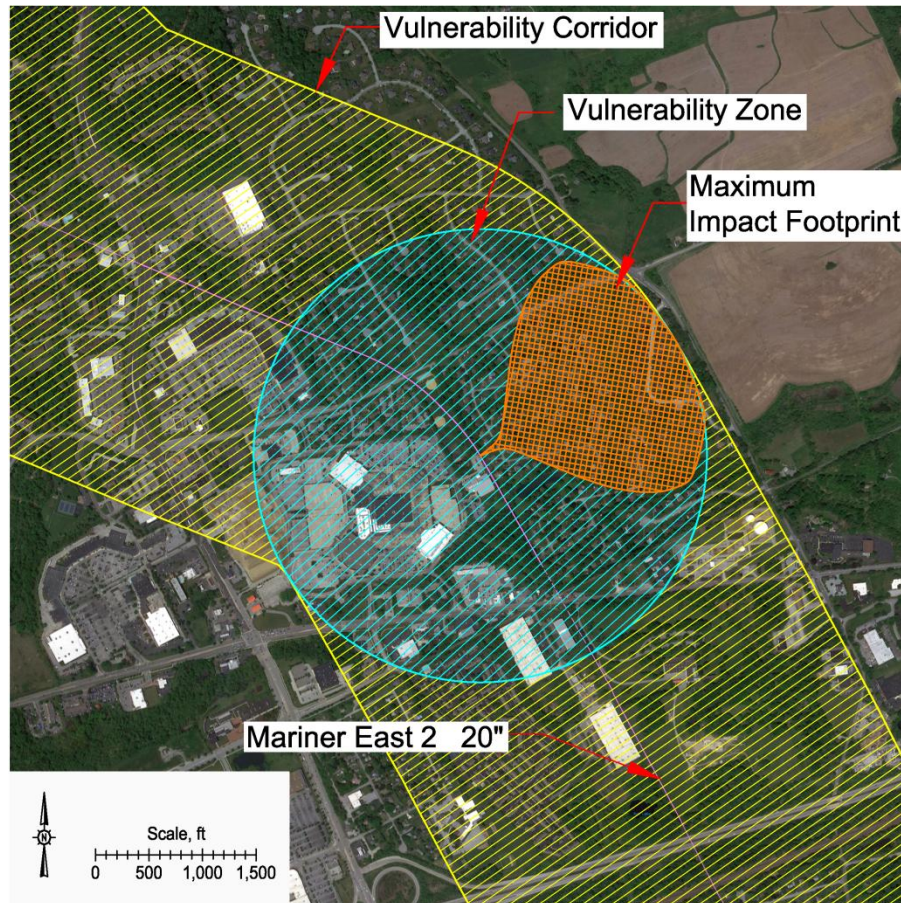 Vulnerability Corridor
Vulnerability Zone
Maximum
Impact Footprint
Mariner East 2 20"
N
Scale, ft
0 500 1,000 1,500